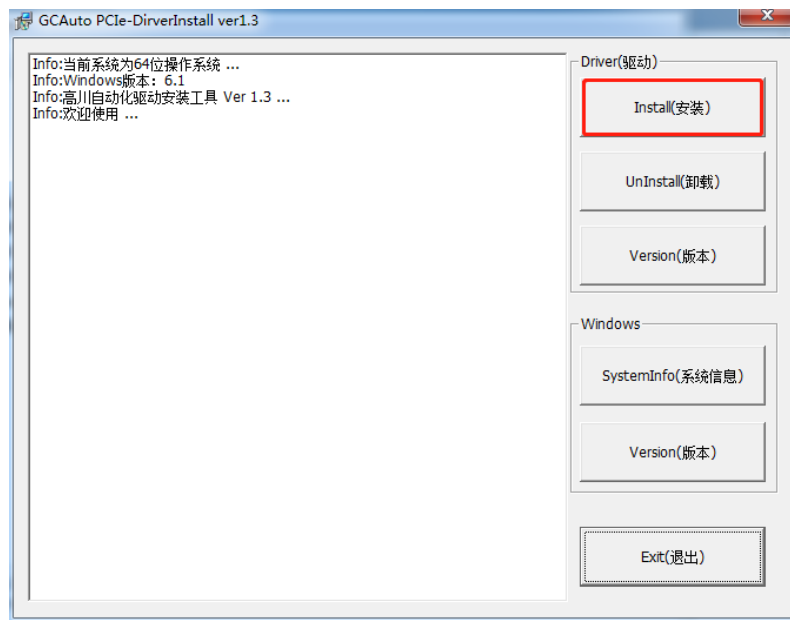 GCAuto PCIe-DirverInstall ver1.3
Info:当前系统为64位操作系统 ...
Info:Windows版本：6.1
Info:高川自动化驱动安装工具 Ver 1.3 ...
Info:欢迎使用 ...
Driver(驱动)
Install(安装)
UnInstall(卸载)
Version(版本)
Windows
SystemInfo(系统信息)
Version(版本)
Exit(退出)